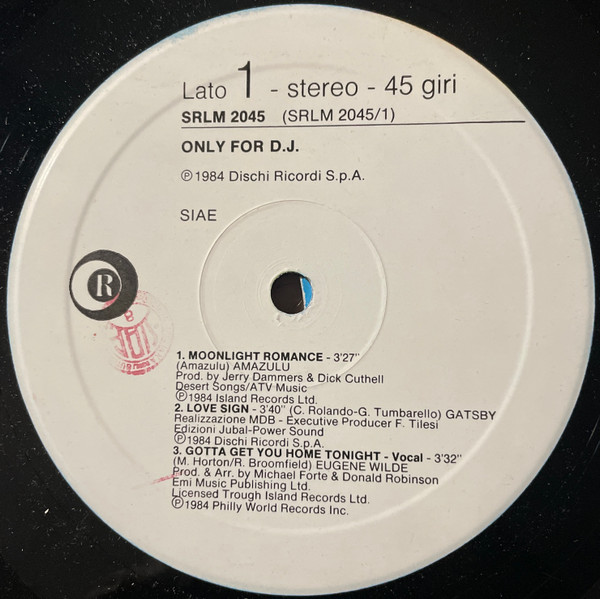 Lato 1 - stereo - 45 giri
SRLM 2045 (SRLM 2045/1)
ONLY FOR D.J.
℗ 1984 Dischi Ricordi S.p.A.
SIAE
R
1. MOONLIGHT ROMANCE - 3'27"
(Amazulu) AMAZULU
Prod. by Jerry Dammers & Dick Cuthell
Desert Songs/ATV Music
℗ 1984 Island Records Ltd.
2. LOVE SIGN - 3'40" (C. Rolando-G. Tumbarello) GATSBY
Realizzazione MDB - Executive Producer F. Tilesi
Edizioni Jubal-Power Sound
℗ 1984 Dischi Ricordi S.p.A.
3. GOTTA GET YOU HOME TONIGHT - Vocal - 3'32"
(M. Horton/R. Broomfield) EUGENE WILDE
Prod. & Arr. by Michael Forte & Donald Robinson
Emi Music Publishing Ltd.
Licensed Trough Island Records Ltd.
℗ 1984 Philly World Records Inc.